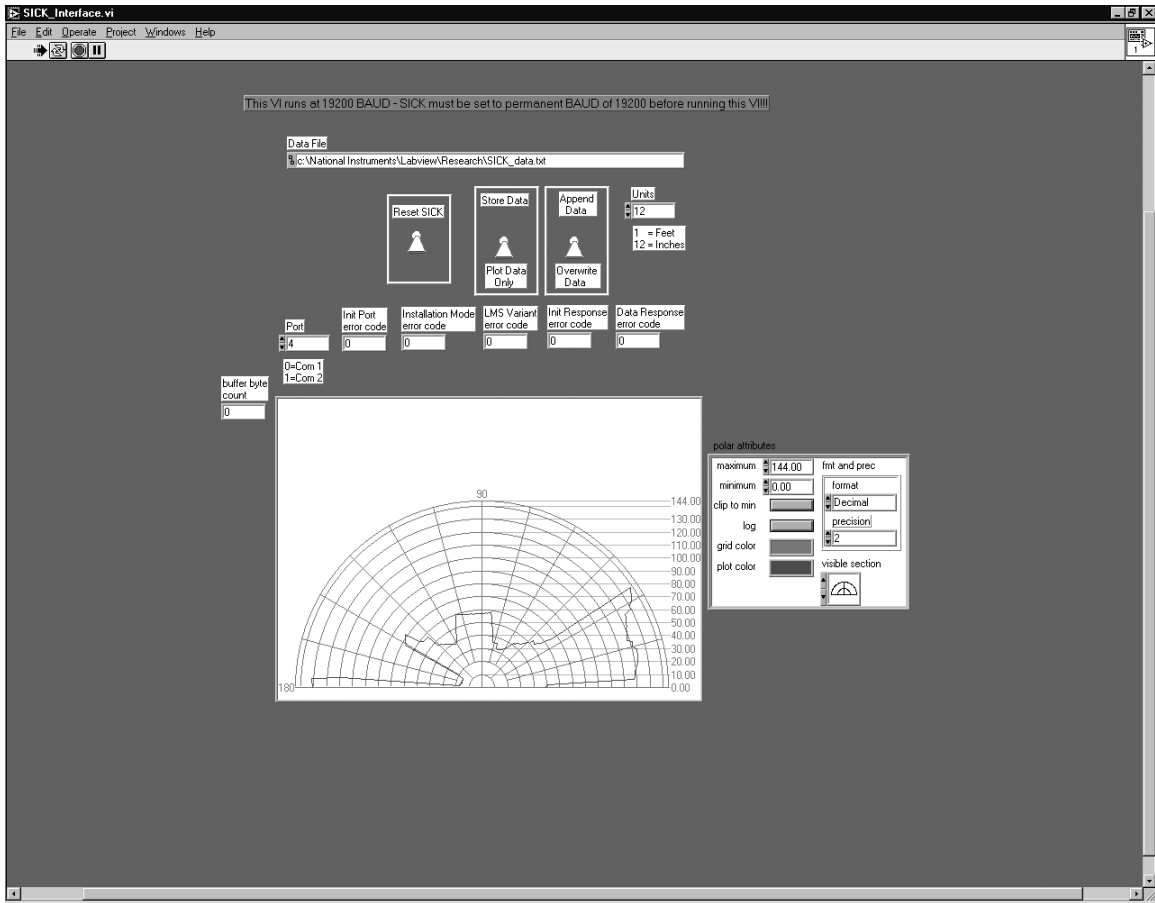 SICK_Interface.vi
File Edit Operate Project Windows Help
1
This VI runs at 19200 BAUD - SICK must be set to permanent BAUD of 19200 before running this VI!!!
Data File
c:\National Instruments\Labview\Research\SICK_data.txt
Reset SICK
Store Data
Plot Data
Only
Append
Data
Overwrite
Data
Units
12
1 = Feet
12 = Inches
Port
4
0=Com 1
1=Com 2
Init Port
error code
0
Installation Mode
error code
0
LMS Variant
error code
0
Init Response
error code
0
Data Response
error code
0
buffer byte
count
0
90
180
144.00
130.00
120.00
110.00
100.00
90.00
80.00
70.00
60.00
50.00
40.00
30.00
20.00
10.00
0.00
polar attributes
maximum 144.00
minimum 0.00
clip to min
log
grid color
plot color
fmt and prec
format
Decimal
precision
2
visible section